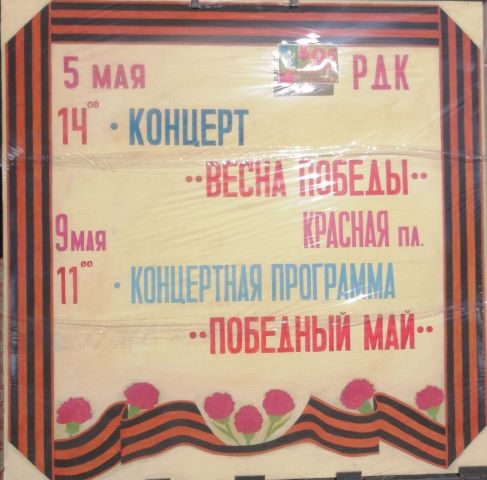 5 МАЯ РДК
14⁰⁰ • КОНЦЕРТ
••ВЕСНА ПОБЕДЫ••
9 МАЯ КРАСНАЯ ПЛ.
11⁰⁰ • КОНЦЕРТНАЯ ПРОГРАММА
••ПОБЕДНЫЙ МАЙ••